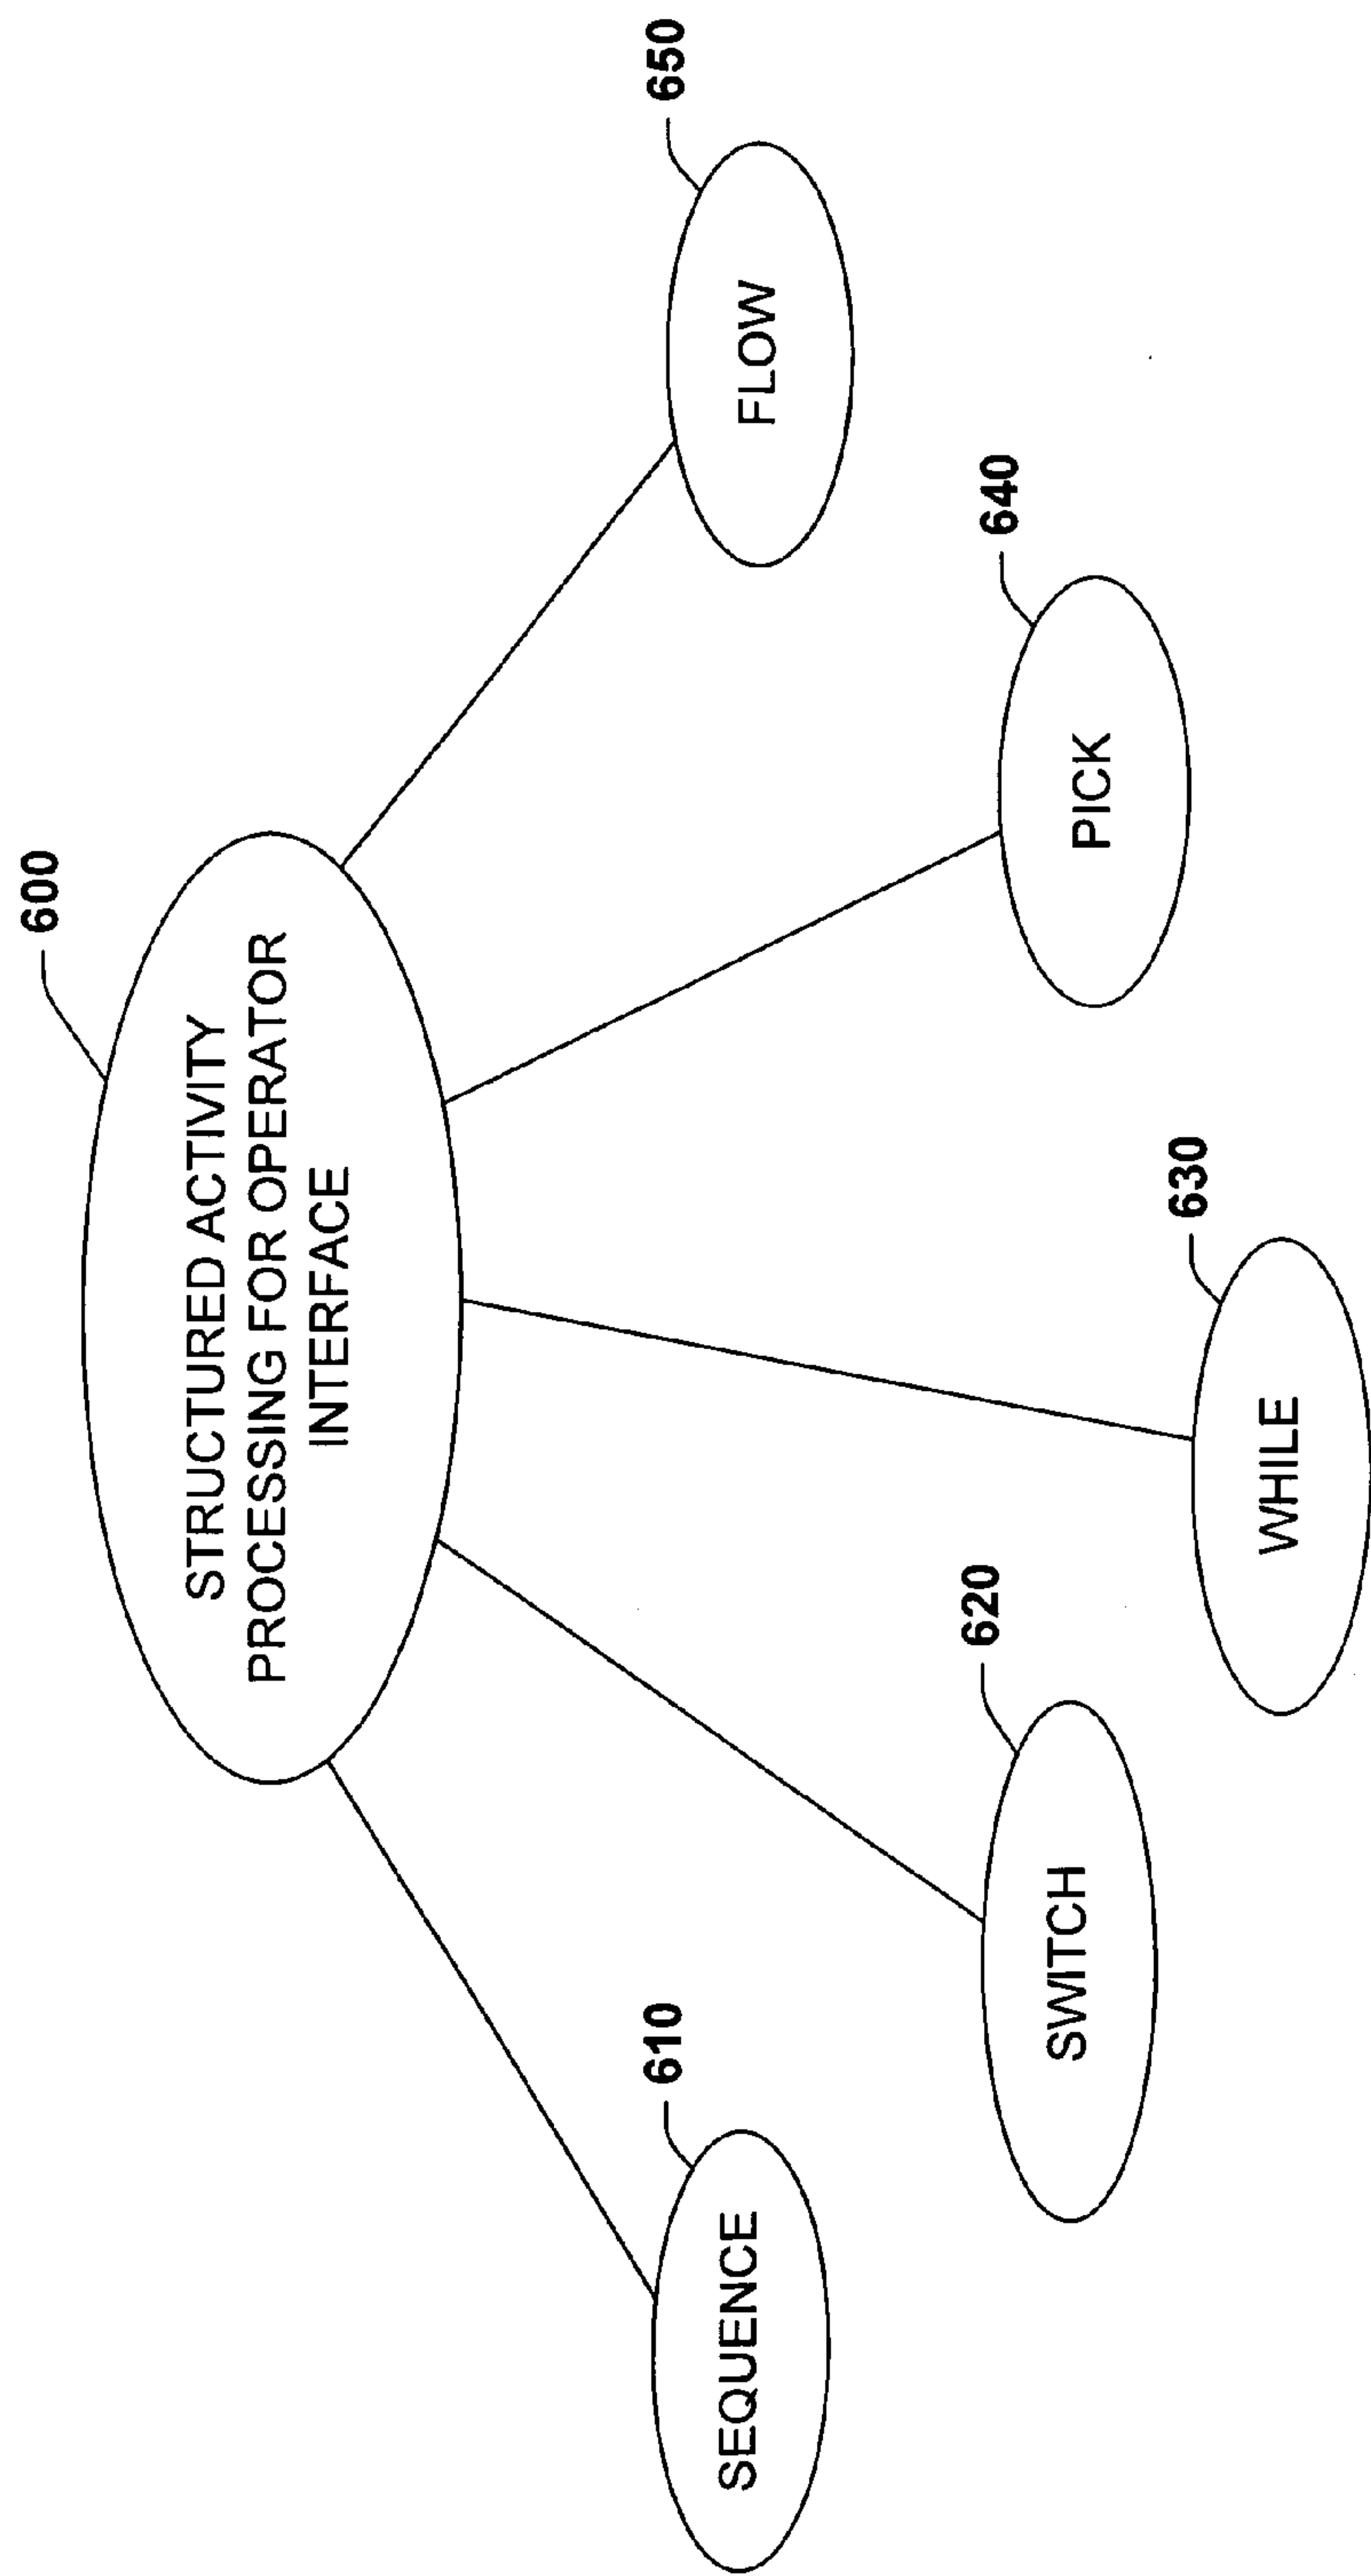 600
STRUCTURED ACTIVITY
PROCESSING FOR OPERATOR
INTERFACE
610
SEQUENCE
620
SWITCH
630
WHILE
640
PICK
650
FLOW